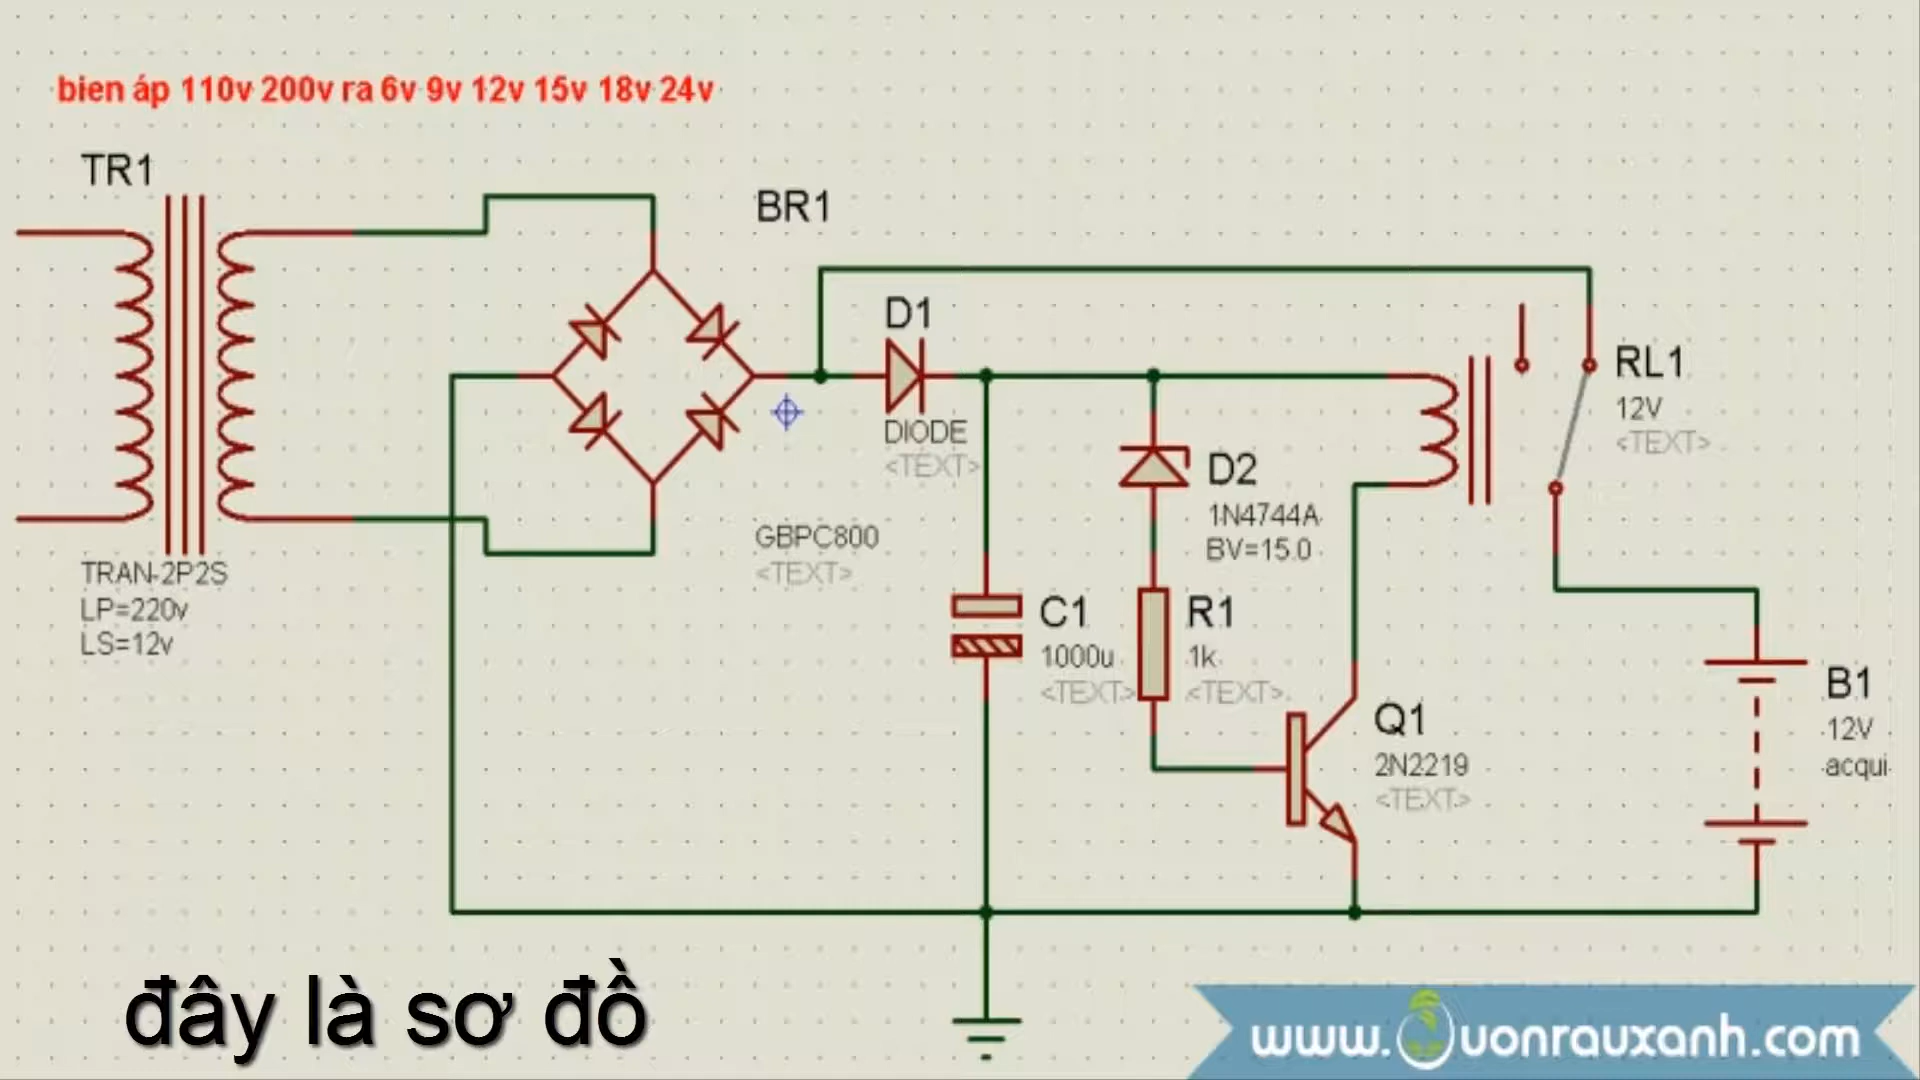 bien áp 110v 200v ra 6v 9v 12v 15v 18v 24v
TR1
TRAN-2P2S
LP=220v
LS=12v
BR1
GBPC800
<TEXT>
D1
DIODE
<TEXT>
C1
1000u
<TEXT>
D2
1N4744A
BV=15.0
R1
1k
<TEXT>
Q1
2N2219
<TEXT>
RL1
12V
<TEXT>
B1
12V
acqui
đây là sơ đồ
www.vuonrauxanh.com